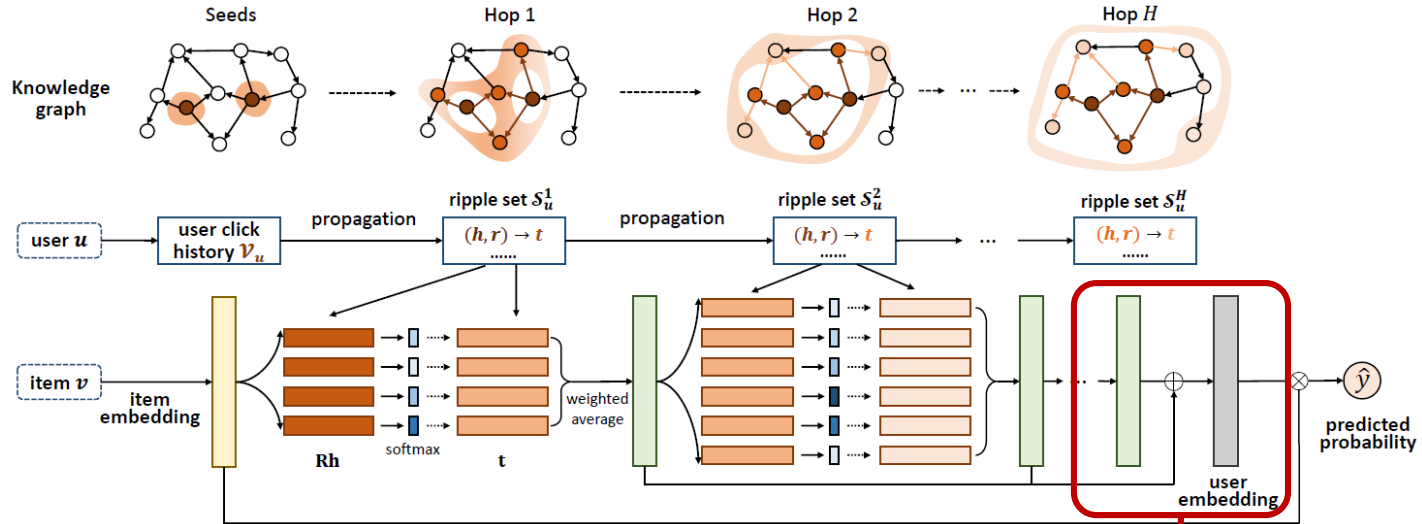 Seeds
Hop 1
Hop 2
Hop H
Knowledge
graph
...
ripple set 𝒮ᵤ¹
ripple set 𝒮ᵤ²
ripple set 𝒮ᵤᴴ
user u
user click
history 𝒱ᵤ
propagation
(h, r) → t
......
propagation
(h, r) → t
......
...
(h, r) → t
......
item v
item
embedding
Rh
softmax
t
weighted
average
...
user
embedding
ŷ
predicted
probability